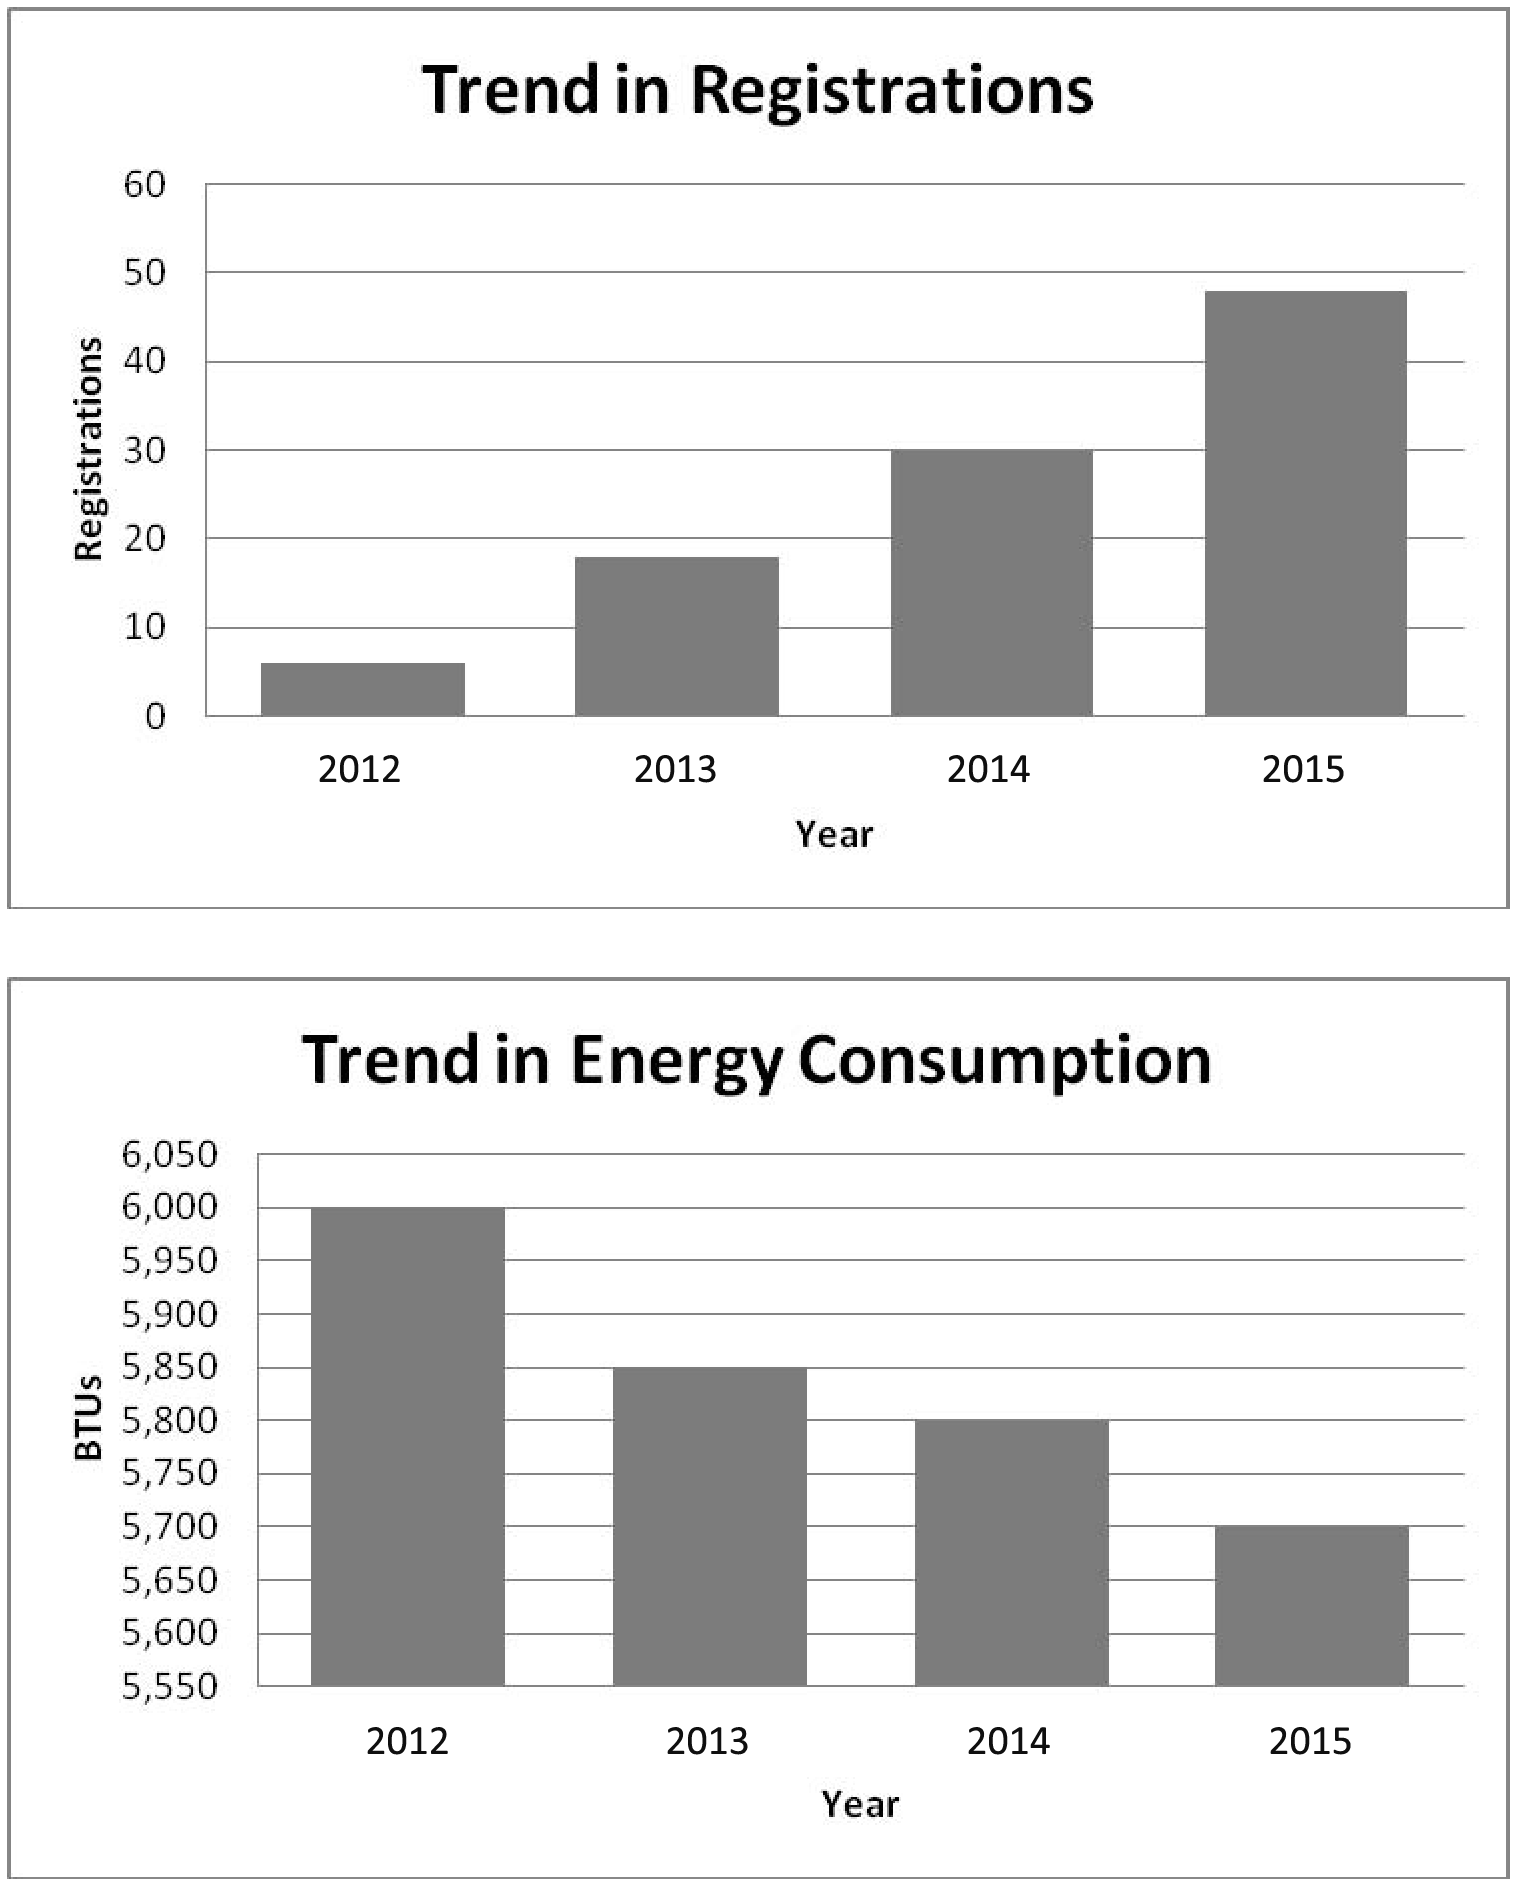 Trend in Registrations
60
50
40
30
20
10
0
Registrations
2012 2013 2014 2015
Year
Trend in Energy Consumption
6,050
6,000
5,950
5,900
5,850
5,800
5,750
5,700
5,650
5,600
5,550
BTUs
2012 2013 2014 2015
Year